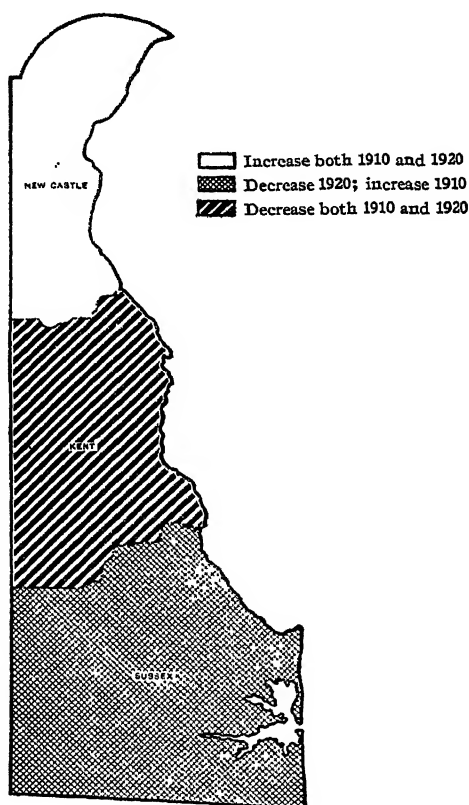 Increase both 1910 and 1920
NEW CASTLE
Decrease 1920; increase 1910
Decrease both 1910 and 1920
KENT
SUSSEX